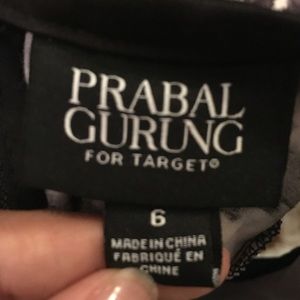 PRABAL
GURUNG
FOR TARGET®
6
MADE IN CHINA
FABRIQUÉ EN
CHINE